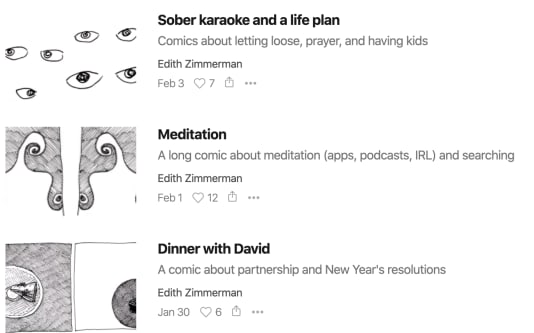 Sober karaoke and a life plan
Comics about letting loose, prayer, and having kids
Edith Zimmerman
Feb 3 7
Meditation
A long comic about meditation (apps, podcasts, IRL) and searching
Edith Zimmerman
Feb 1 12
Dinner with David
A comic about partnership and New Year's resolutions
Edith Zimmerman
Jan 30 6